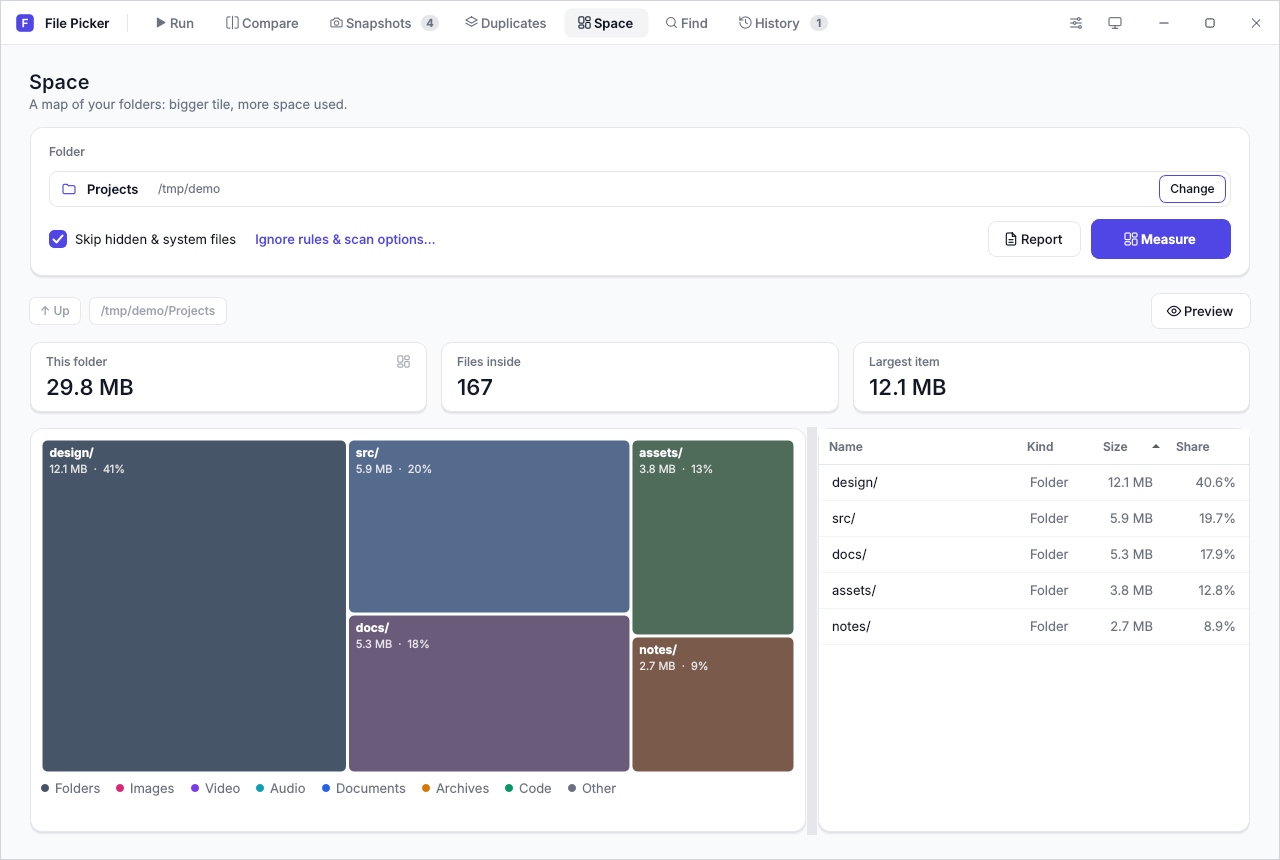 F File Picker Run Compare Snapshots 4 Duplicates Space Find History 1
Space
A map of your folders: bigger tile, more space used.
Folder
Projects /tmp/demo Change
Skip hidden & system files Ignore rules & scan options... Report Measure
Up /tmp/demo/Projects Preview
This folder
29.8 MB
Files inside
167
Largest item
12.1 MB
design/
12.1 MB · 41%
src/
5.9 MB · 20%
assets/
3.8 MB · 13%
docs/
5.3 MB · 18%
notes/
2.7 MB · 9%
Folders Images Video Audio Documents Archives Code Other
Name Kind Size Share
design/ Folder 12.1 MB 40.6%
src/ Folder 5.9 MB 19.7%
docs/ Folder 5.3 MB 17.9%
assets/ Folder 3.8 MB 12.8%
notes/ Folder 2.7 MB 8.9%